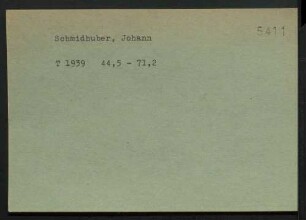 5411
Schmidhuber, Johann
T 1939 44,5 - 71,2